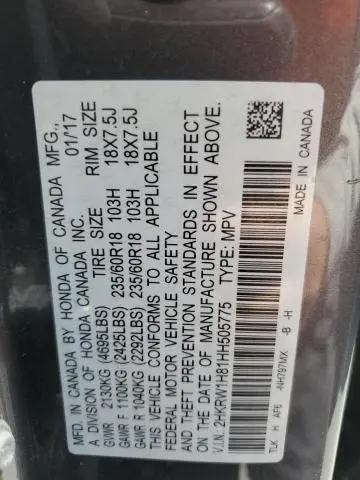 MFD. IN CANADA BY HONDA OF CANADA MFG., 01/17
A DIVISION OF HONDA CANADA INC.
TIRE SIZE RIM SIZE
GVWR 2130KG (4695LBS)
GAWR F 1100KG (2425LBS) 235/60R18 103H 18X7.5J
GAWR R 1040KG (2292LBS) 235/60R18 103H 18X7.5J
THIS VEHICLE CONFORMS TO ALL APPLICABLE
FEDERAL MOTOR VEHICLE SAFETY
AND THEFT PREVENTION STANDARDS IN EFFECT
ON THE DATE OF MANUFACTURE SHOWN ABOVE.
V.I.N.: 2HKRW1H81HH505775 TYPE: MPV
TLK H AF6 -NH797MX -B -H
MADE IN CANADA